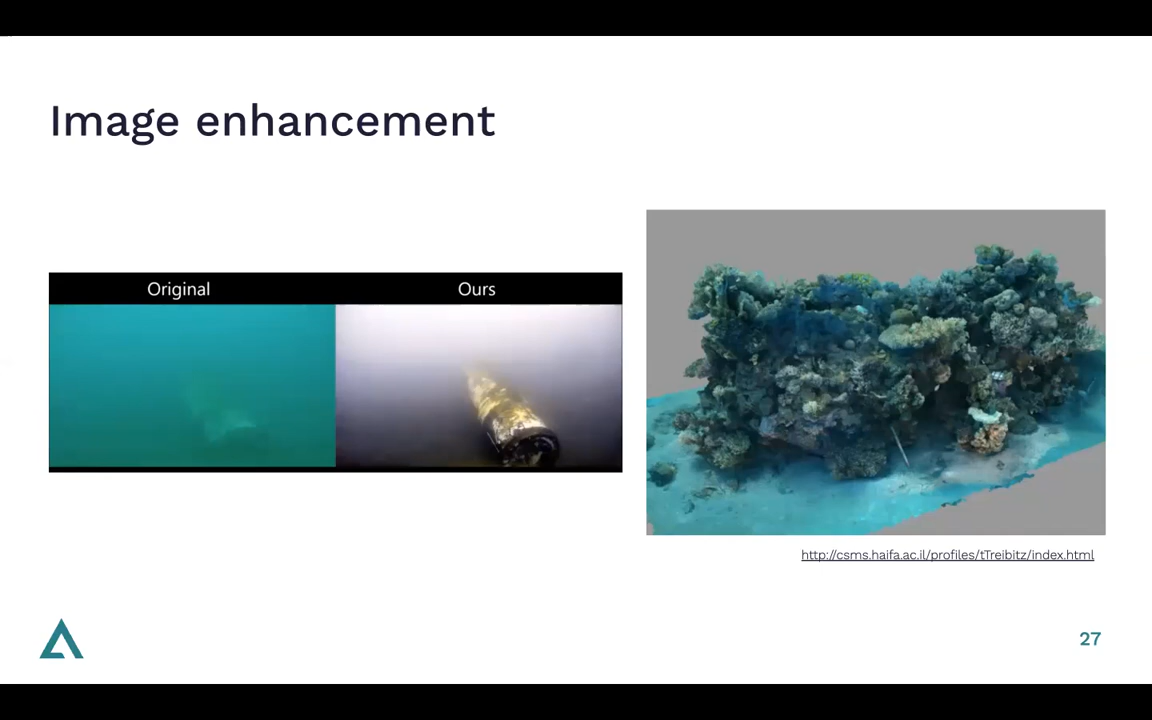 Image enhancement
Original
Ours
http://csms.haifa.ac.il/profiles/tTreibitz/index.html
27